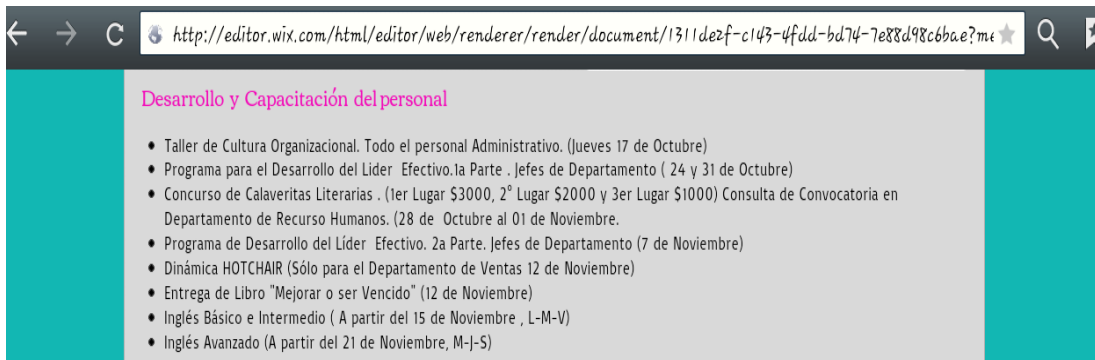 http://editor.wix.com/html/editor/web/renderer/render/document/1311de2f-c143-4fdd-bd74-7e88d98c6bae?me
Desarrollo y Capacitación del personal
• Taller de Cultura Organizacional. Todo el personal Administrativo. (Jueves 17 de Octubre)
• Programa para el Desarrollo del Lider Efectivo.1a Parte . Jefes de Departamento ( 24 y 31 de Octubre)
• Concurso de Calaveritas Literarias . (1er Lugar $3000, 2° Lugar $2000 y 3er Lugar $1000) Consulta de Convocatoria en
Departamento de Recurso Humanos. (28 de Octubre al 01 de Noviembre.
• Programa de Desarrollo del Líder Efectivo. 2a Parte. Jefes de Departamento (7 de Noviembre)
• Dinámica HOTCHAIR (Sólo para el Departamento de Ventas 12 de Noviembre)
• Entrega de Libro "Mejorar o ser Vencido" (12 de Noviembre)
• Inglés Básico e Intermedio ( A partir del 15 de Noviembre , L-M-V)
• Inglés Avanzado (A partir del 21 de Noviembre, M-J-S)